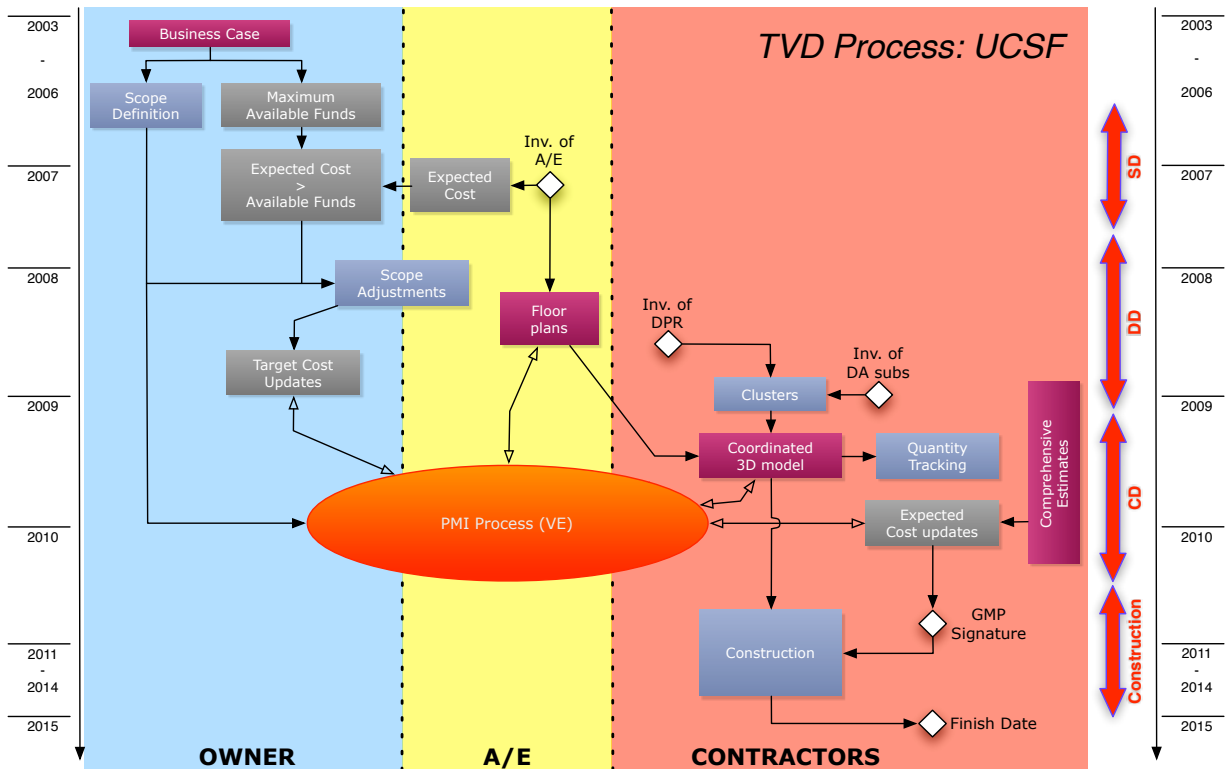 TVD Process: UCSF
2003
-
2006
2007
2008
2009
2010
2011
-
2014
2015
Business Case
Scope
Definition
Maximum
Available Funds
Expected Cost
>
Available Funds
Expected
Cost
Inv. of
A/E
Scope
Adjustments
Floor
plans
Target Cost
Updates
Inv. of
DPR
Inv. of
DA subs
Clusters
Coordinated
3D model
Quantity
Tracking
Comprehensive
Estimates
PMI Process (VE)
Expected
Cost updates
GMP
Signature
Construction
Finish Date
OWNER
A/E
CONTRACTORS
SD
DD
CD
Construction
2003
-
2006
2007
2008
2009
2010
2011
-
2014
2015